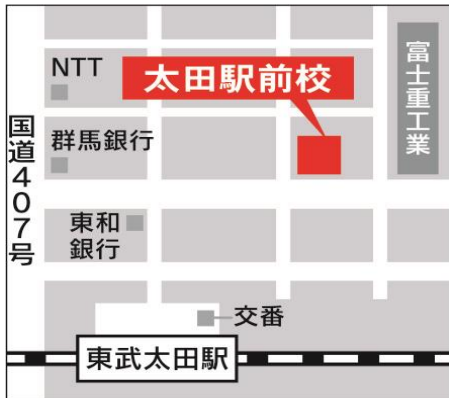 NTT
太田駅前校
富士重工業
国道407号
群馬銀行
東和
銀行
交番
東武太田駅